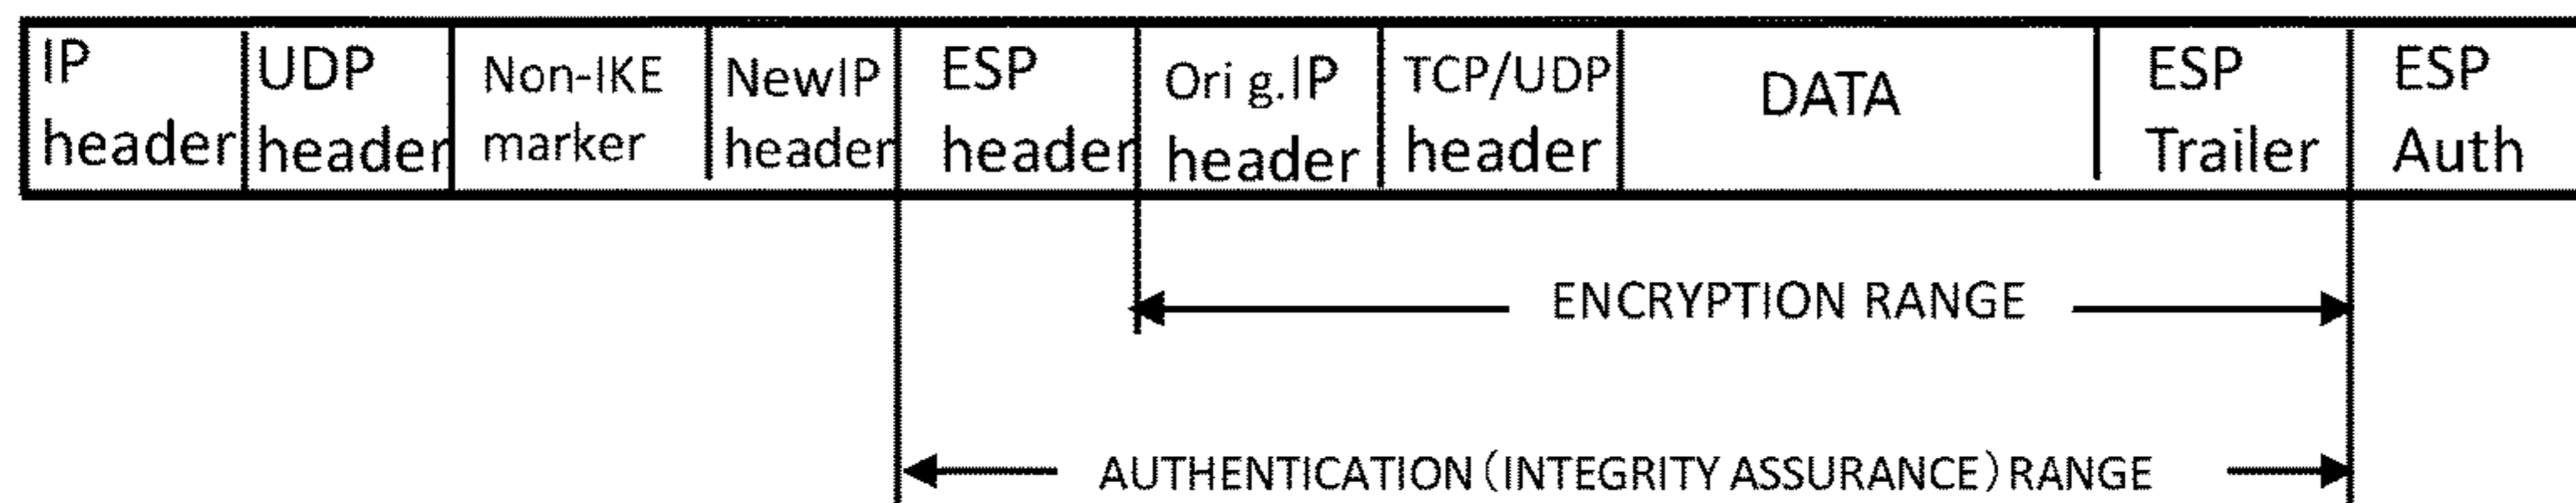 IP
header
UDP
header
Non-IKE
marker
NewIP
header
ESP
header
Ori g.IP
header
TCP/UDP
header
DATA
ESP
Trailer
ESP
Auth
ENCRYPTION RANGE
AUTHENTICATION(INTEGRITY ASSURANCE) RANGE